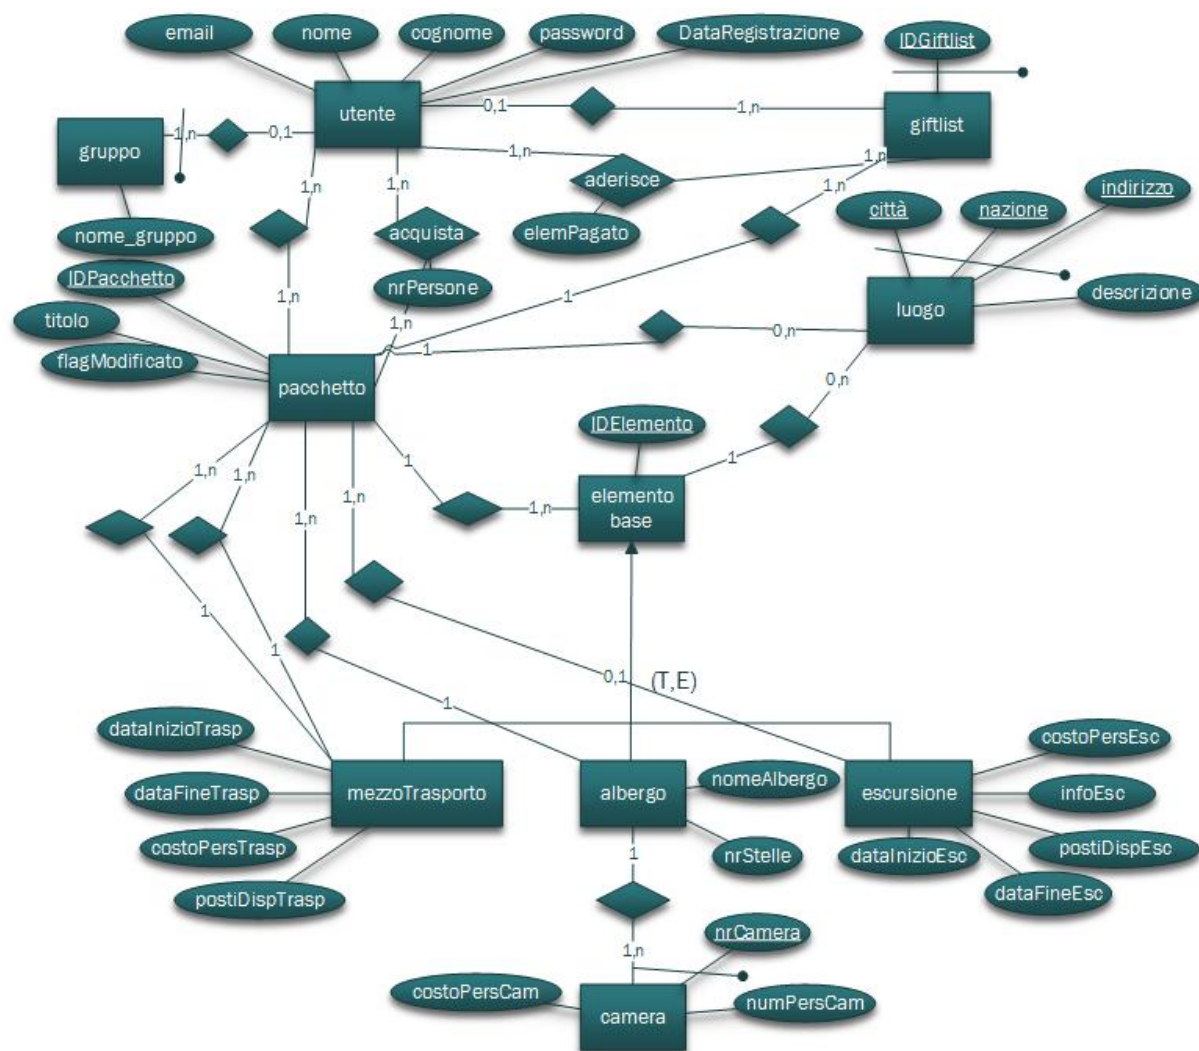 email
nome
cognome
password
DataRegistrazione
IDGiftlist
utente
0,1
1,n
giftlist
gruppo
1,n
0,1
1,n
1,n
1,n
1,n
1,n
aderisce
elemPagato
acquista
nrPersone
nome_gruppo
città
nazione
indirizzo
descrizione
luogo
IDPacchetto
titolo
flagModificato
pacchetto
1,n
1,n
1
1
0,n
0,n
IDElemento
elemento
base
1
1
1,n
1,n
1,n
1,n
1,n
1
1
1
0,1
(T,E)
dataInizioTrasp
dataFineTrasp
costoPersTrasp
postiDispTrasp
mezzoTrasporto
albergo
nomeAlbergo
nrStelle
escursione
costoPersEsc
infoEsc
postiDispEsc
dataInizioEsc
dataFineEsc
1
1,n
nrCamera
costoPersCam
camera
numPersCam